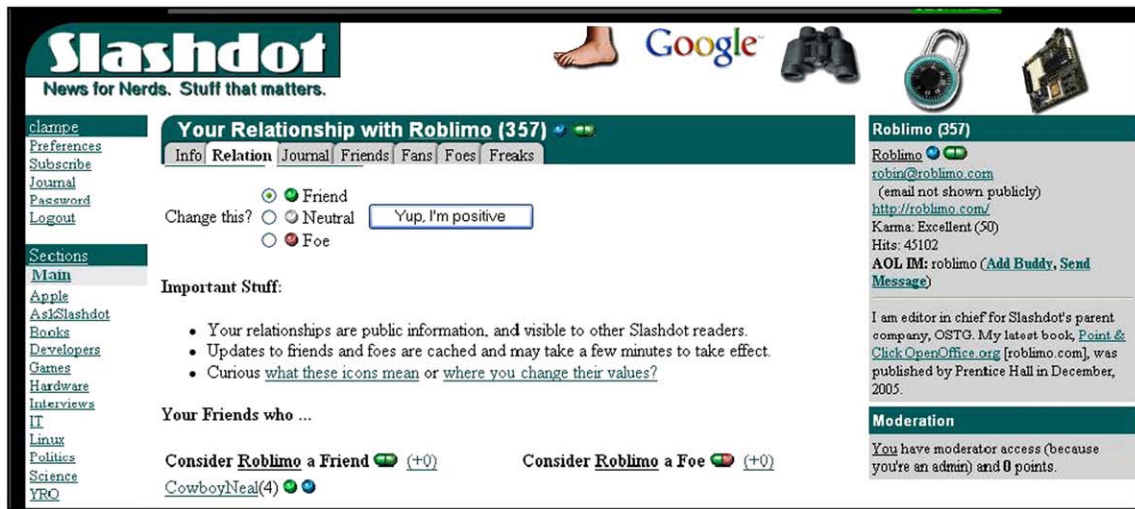 Slashdot
News for Nerds. Stuff that matters.
Google
clampe
Preferences
Subscribe
Journal
Password
Logout
Sections
Main
Apple
AskSlashdot
Books
Developers
Games
Hardware
Interviews
IT
Linux
Politics
Science
YRO
Your Relationship with Roblimo (357)
Info Relation Journal Friends Fans Foes Freaks
Friend
Change this? Neutral Yup, I'm positive
Foe
Important Stuff:
• Your relationships are public information, and visible to other Slashdot readers.
• Updates to friends and foes are cached and may take a few minutes to take effect.
• Curious what these icons mean or where you change their values?
Your Friends who ...
Consider Roblimo a Friend (+0)
CowboyNeal(4)
Consider Roblimo a Foe (+0)
Roblimo (357)
Roblimo
robin@roblimo.com
(email not shown publicly)
http://roblimo.com/
Karma: Excellent (50)
Hits: 45102
AOL IM: roblimo (Add Buddy, Send
Message)
I am editor in chief for Slashdot's parent
company, OSTG. My latest book, Point &
Click OpenOffice.org [roblimo.com], was
published by Prentice Hall in December,
2005.
Moderation
You have moderator access (because
you're an admin) and 0 points.